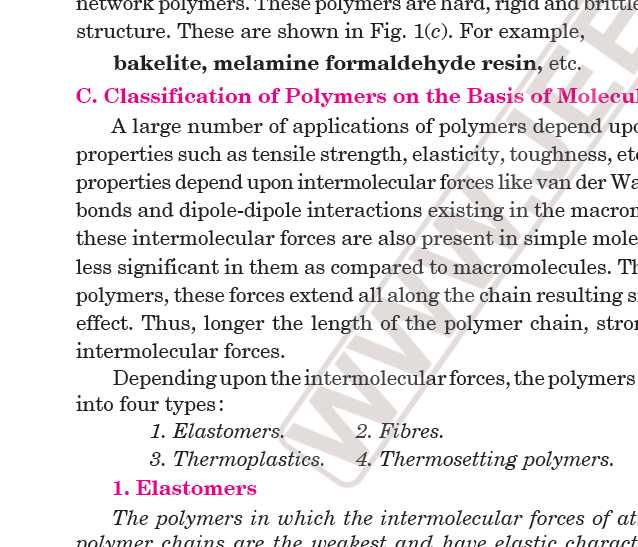 network polymers. These polymers are hard, rigid and brittle
structure. These are shown in Fig. 1(c). For example,
bakelite, melamine formaldehyde resin, etc.
C. Classification of Polymers on the Basis of Molecul
A large number of applications of polymers depend upo
properties such as tensile strength, elasticity, toughness, etc
properties depend upon intermolecular forces like van der Wa
bonds and dipole-dipole interactions existing in the macrom
these intermolecular forces are also present in simple mole
less significant in them as compared to macromolecules. Th
polymers, these forces extend all along the chain resulting s
effect. Thus, longer the length of the polymer chain, stron
intermolecular forces.
Depending upon the intermolecular forces, the polymers
into four types :
1. Elastomers. 2. Fibres.
3. Thermoplastics. 4. Thermosetting polymers.
1. Elastomers
The polymers in which the intermolecular forces of at
polymer chains are the weakest and have elastic charact
WWW.JEE